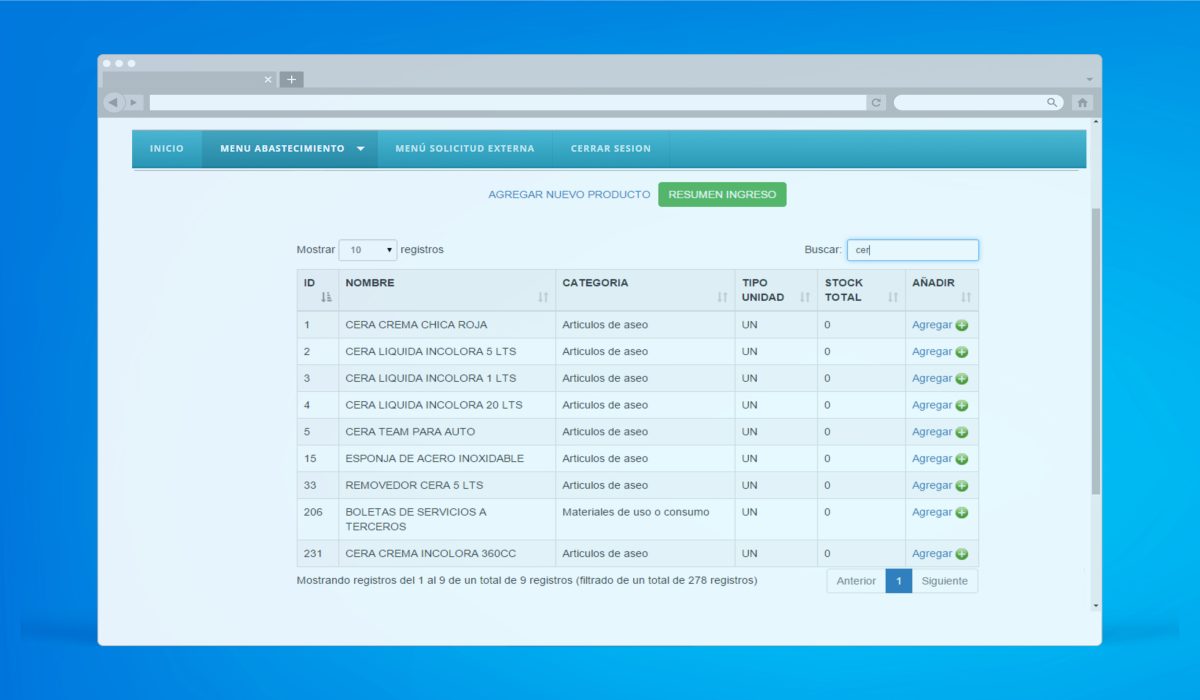 INICIO MENU ABASTECIMIENTO MENÚ SOLICITUD EXTERNA CERRAR SESION
AGREGAR NUEVO PRODUCTO RESUMEN INGRESO
Mostrar 10 registros Buscar: cer
ID NOMBRE CATEGORIA TIPO UNIDAD STOCK TOTAL AÑADIR
1 CERA CREMA CHICA ROJA Articulos de aseo UN 0 Agregar
2 CERA LIQUIDA INCOLORA 5 LTS Articulos de aseo UN 0 Agregar
3 CERA LIQUIDA INCOLORA 1 LTS Articulos de aseo UN 0 Agregar
4 CERA LIQUIDA INCOLORA 20 LTS Articulos de aseo UN 0 Agregar
5 CERA TEAM PARA AUTO Articulos de aseo UN 0 Agregar
15 ESPONJA DE ACERO INOXIDABLE Articulos de aseo UN 0 Agregar
33 REMOVEDOR CERA 5 LTS Articulos de aseo UN 0 Agregar
206 BOLETAS DE SERVICIOS A TERCEROS Materiales de uso o consumo UN 0 Agregar
231 CERA CREMA INCOLORA 360CC Articulos de aseo UN 0 Agregar
Mostrando registros del 1 al 9 de un total de 9 registros (filtrado de un total de 278 registros) Anterior 1 Siguiente